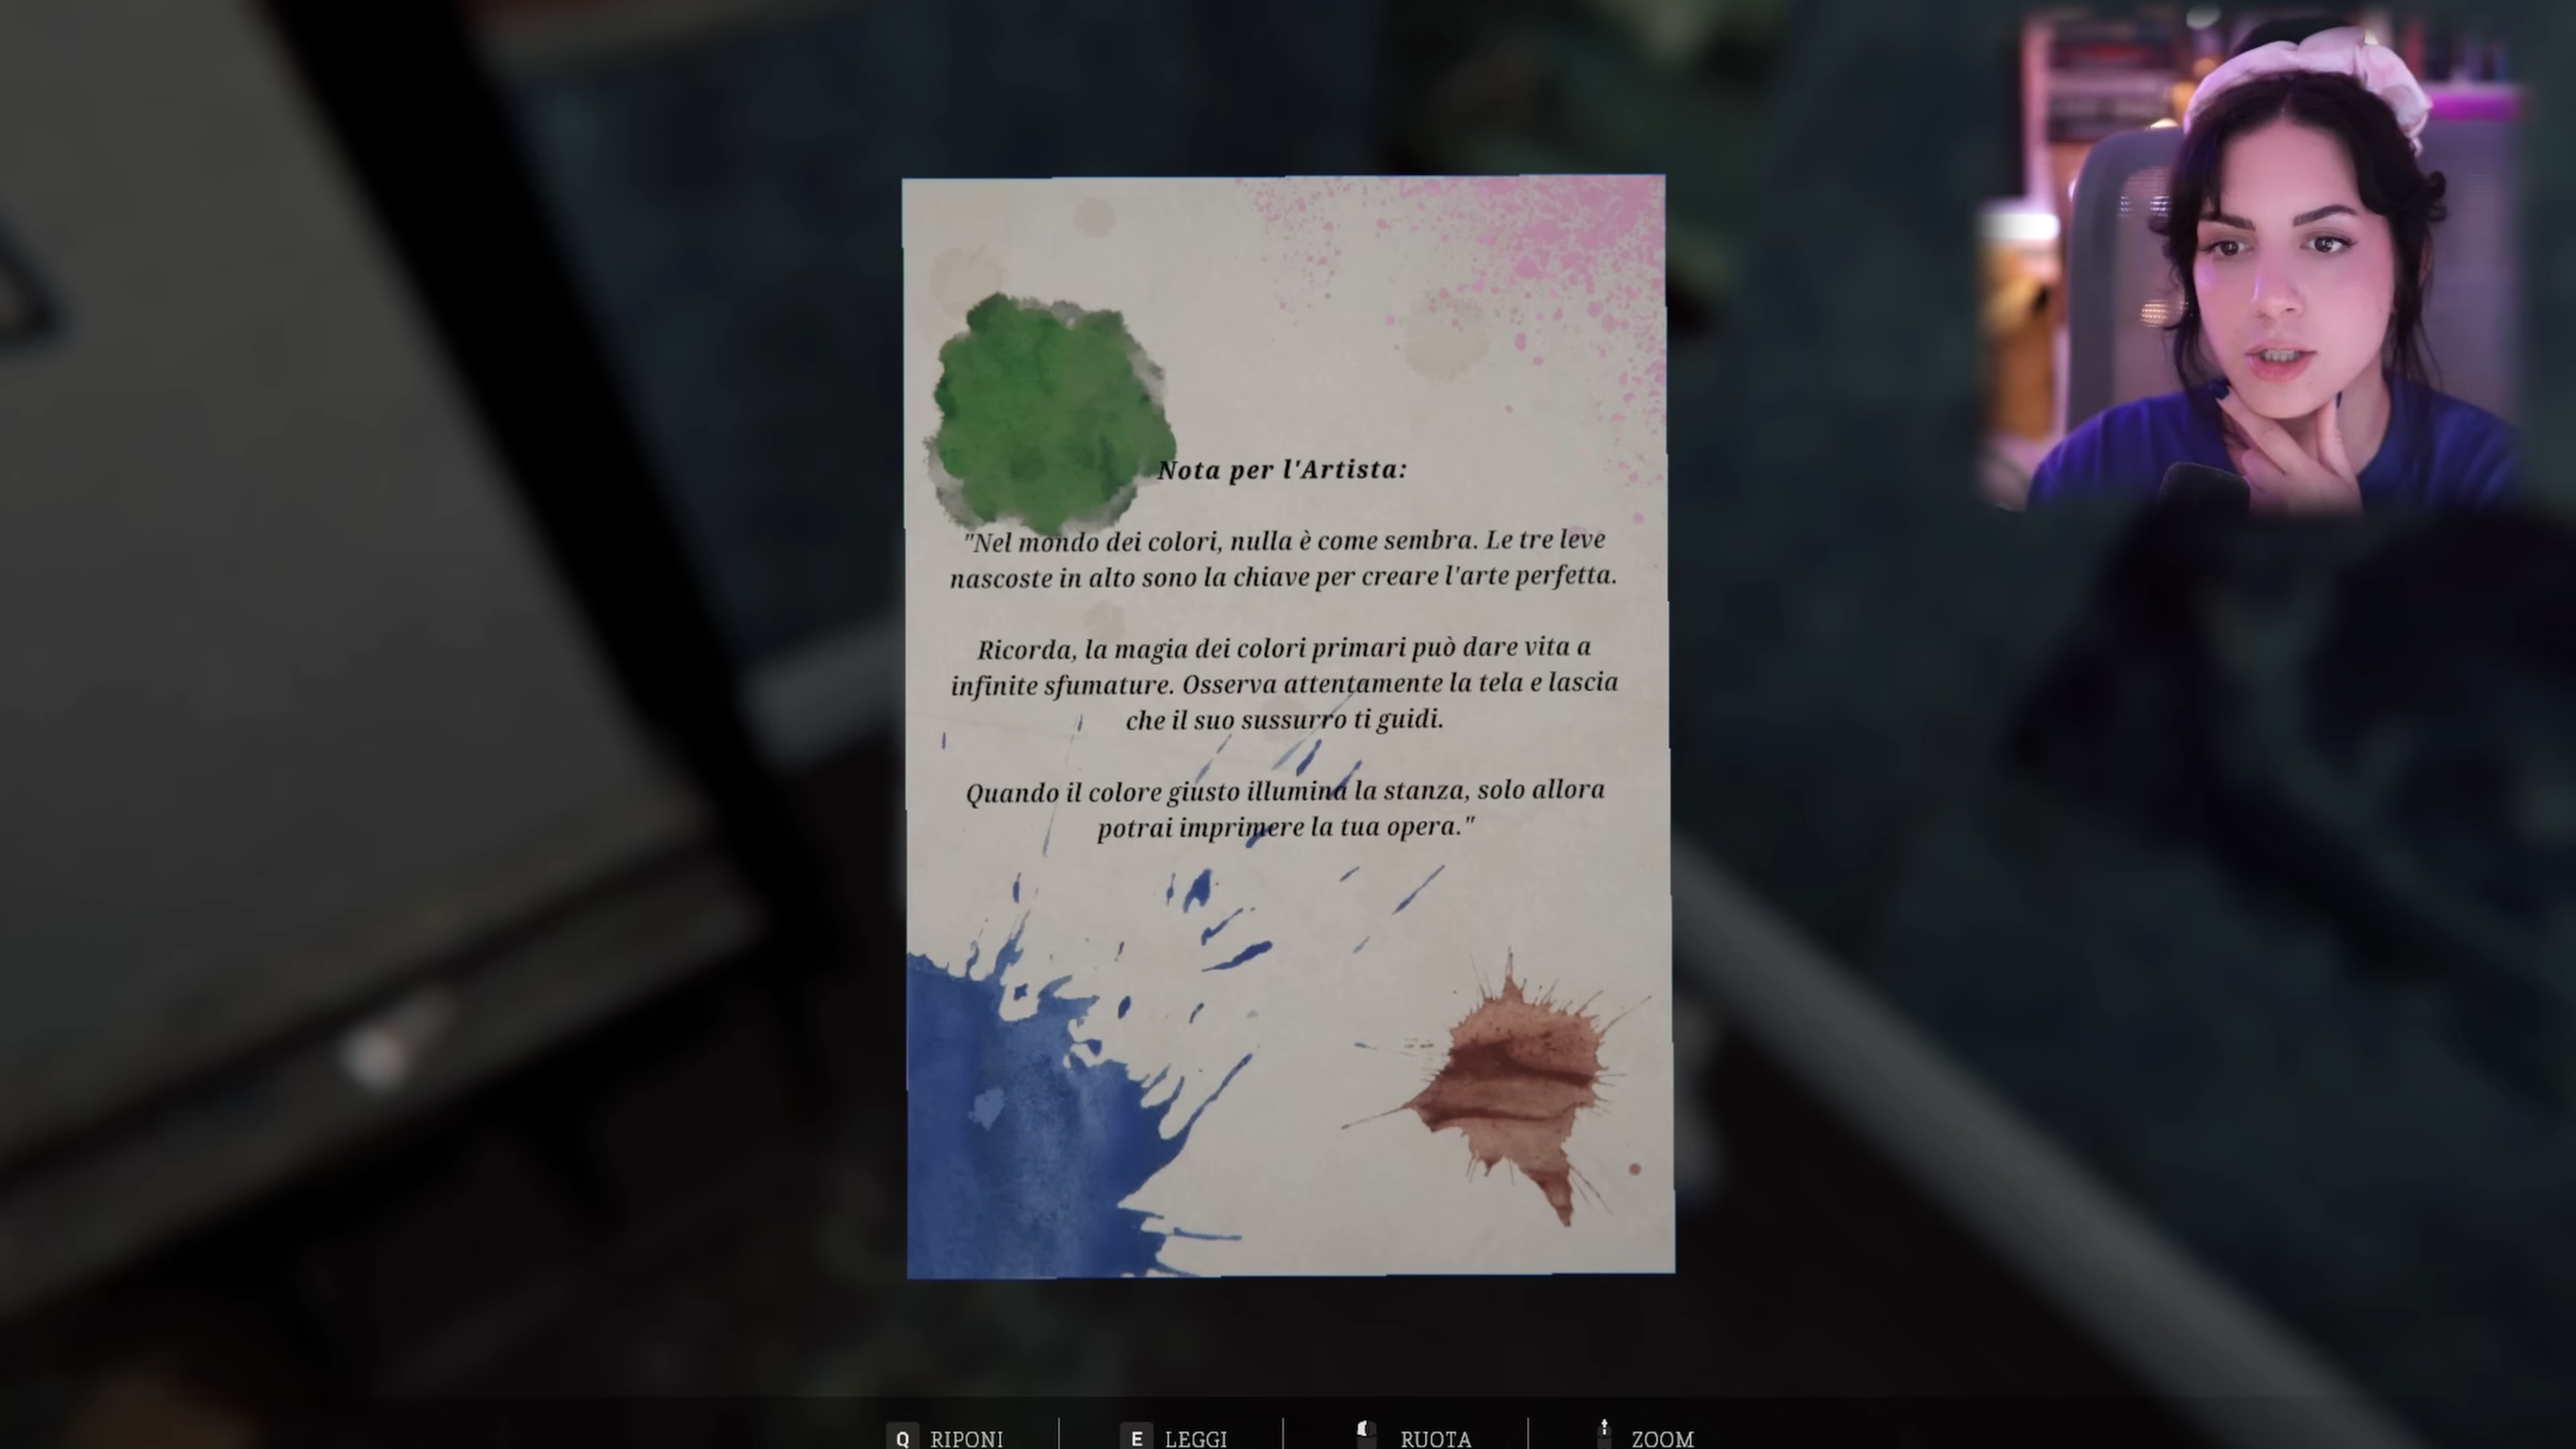 Nota per l'Artista:
"Nel mondo dei colori, nulla è come sembra. Le tre leve
nascoste in alto sono la chiave per creare l'arte perfetta.
Ricorda, la magia dei colori primari può dare vita a
infinite sfumature. Osserva attentamente la tela e lascia
che il suo sussurro ti guidi.
Quando il colore giusto illumina la stanza, solo allora
potrai imprimere la tua opera."
Q RIPONI
E LEGGI
RUOTA
ZOOM